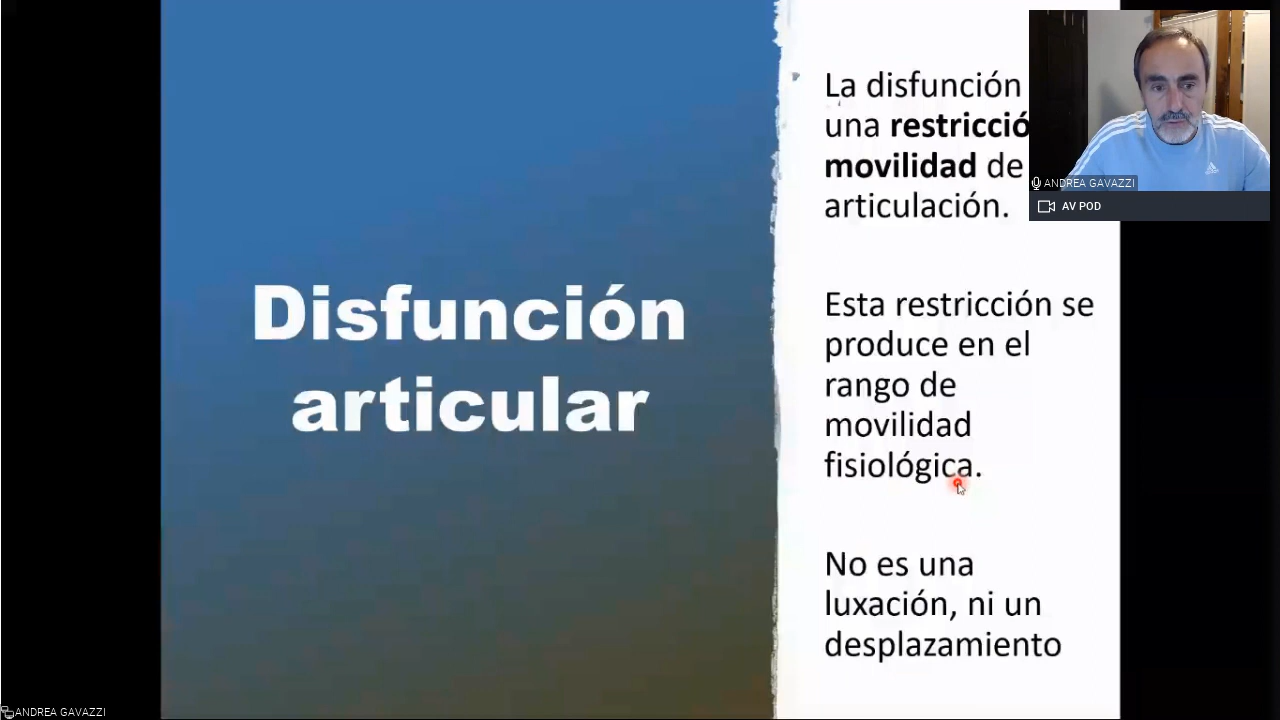 Disfunción
articular
La disfunción
una restricció
movilidad de
articulación.
Esta restricción se
produce en el
rango de
movilidad
fisiológica.
No es una
luxación, ni un
desplazamiento
ANDREA GAVAZZI
AV POD
ANDREA GAVAZZI